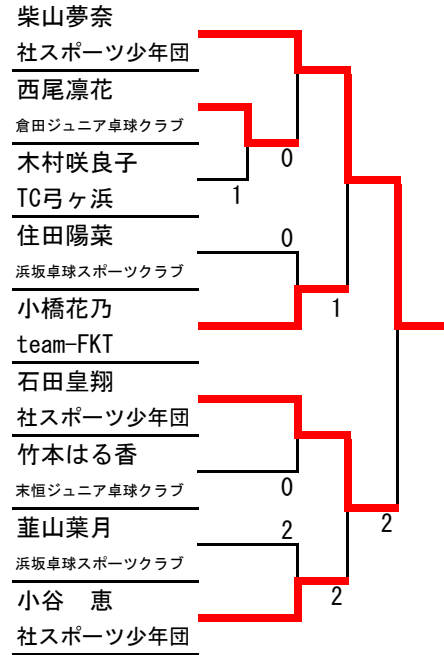 柴山夢奈
社スポーツ少年団
西尾凛花
倉田ジュニア卓球クラブ
0
木村咲良子
1
TC弓ヶ浜
住田陽菜
0
浜坂卓球スポーツクラブ
小橋花乃
1
team-FKT
石田皇翔
社スポーツ少年団
竹本はる香
末恒ジュニア卓球クラブ
0
韮山葉月
2
2
浜坂卓球スポーツクラブ
小谷　恵
2
社スポーツ少年団